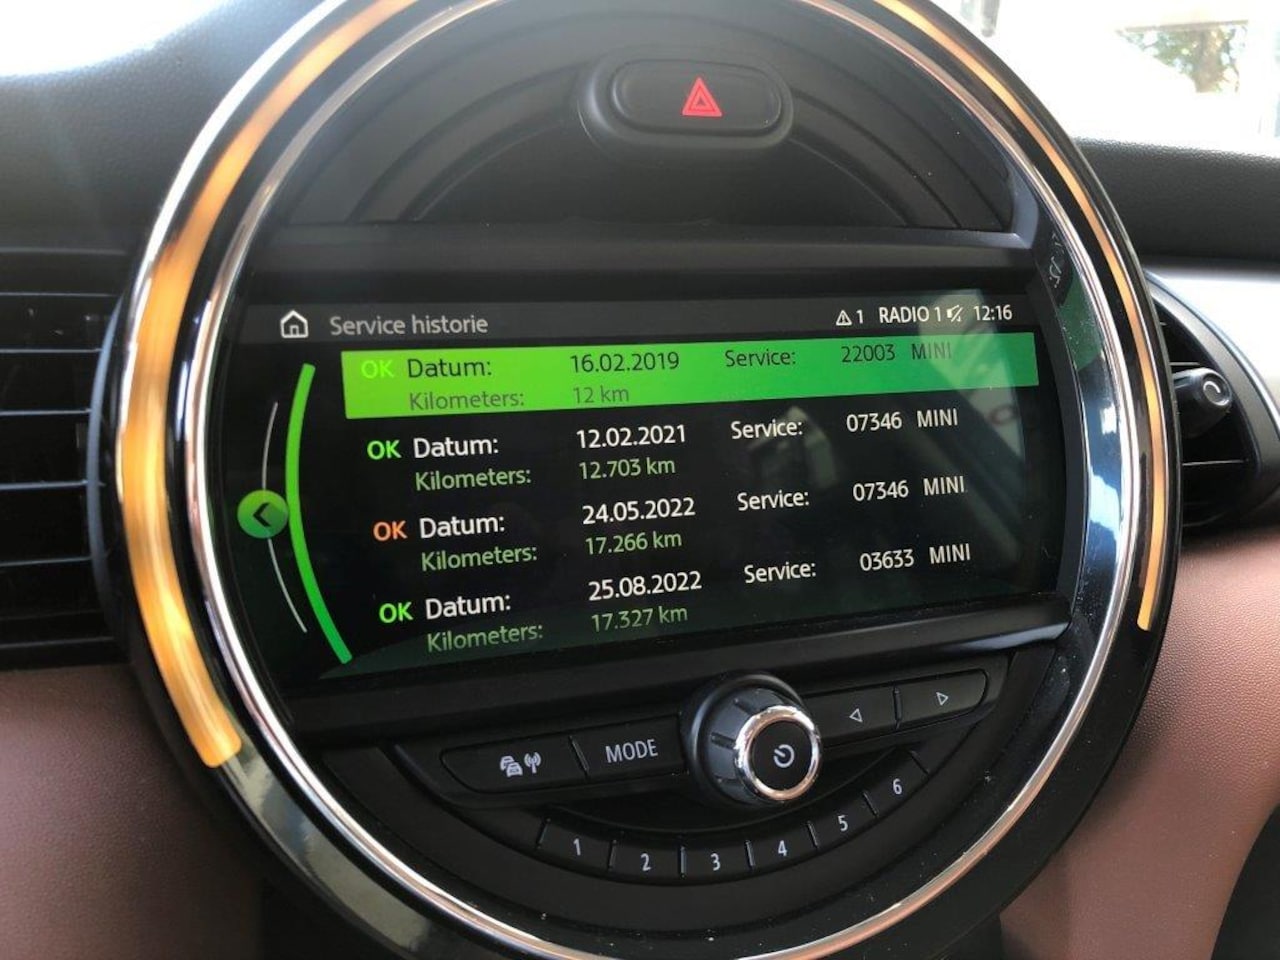 Service historie 1 RADIO 1 12:16
OK Datum: 16.02.2019 Service: 22003 MINI
Kilometers: 12 km
OK Datum: 12.02.2021 Service: 07346 MINI
Kilometers: 12.703 km
OK Datum: 24.05.2022 Service: 07346 MINI
Kilometers: 17.266 km
OK Datum: 25.08.2022 Service: 03633 MINI
Kilometers: 17.327 km
MODE
1 2 3 4 5 6